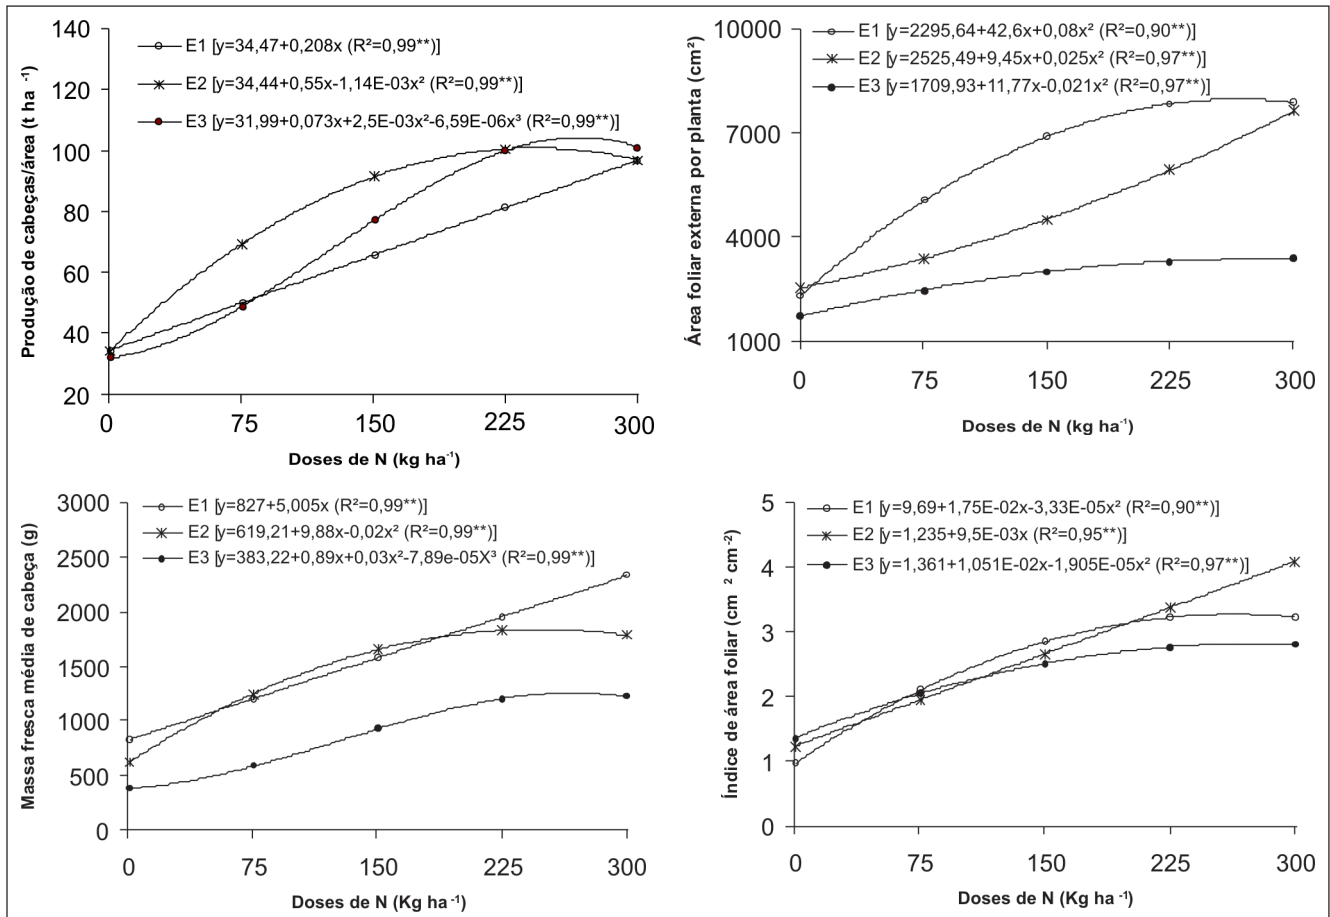 140
120
100
80
60
40
20
Produção de cabeças/área (t ha -1)
E1 [y=34,47+0,208x (R²=0,99**)]
E2 [y=34,44+0,55x-1,14E-03x² (R²=0,99**)]
E3 [y=31,99+0,073x+2,5E-03x²-6,59E-06x³ (R²=0,99**)]
0 75 150 225 300
Doses de N (kg ha-1)
10000
7000
4000
1000
Área foliar externa por planta (cm²)
E1 [y=2295,64+42,6x+0,08x² (R²=0,90**)]
E2 [y=2525,49+9,45x+0,025x² (R²=0,97**)]
E3 [y=1709,93+11,77x-0,021x² (R²=0,97**)]
0 75 150 225 300
Doses de N (kg ha-1)
3000
2500
2000
1500
1000
500
0
Masssa fresca média de cabeça (g)
E1 [y=827+5,005x (R²=0,99**)]
E2 [y=619,21+9,88x-0,02x² (R²=0,99**)]
E3 [y=383,22+0,89x+0,03x²-7,89e-05X³ (R²=0,99**)]
0 75 150 225 300
Doses de N (Kg ha -1)
5
4
3
2
1
0
Índice de área foliar (cm 2 cm-2)
E1 [y=9,69+1,75E-02x-3,33E-05x² (R²=0,90**)]
E2 [y=1,235+9,5E-03x (R²=0,95**)]
E3 [y=1,361+1,051E-02x-1,905E-05x² (R²=0,97**)]
0 75 150 225 300
Doses de N (Kg ha -1)